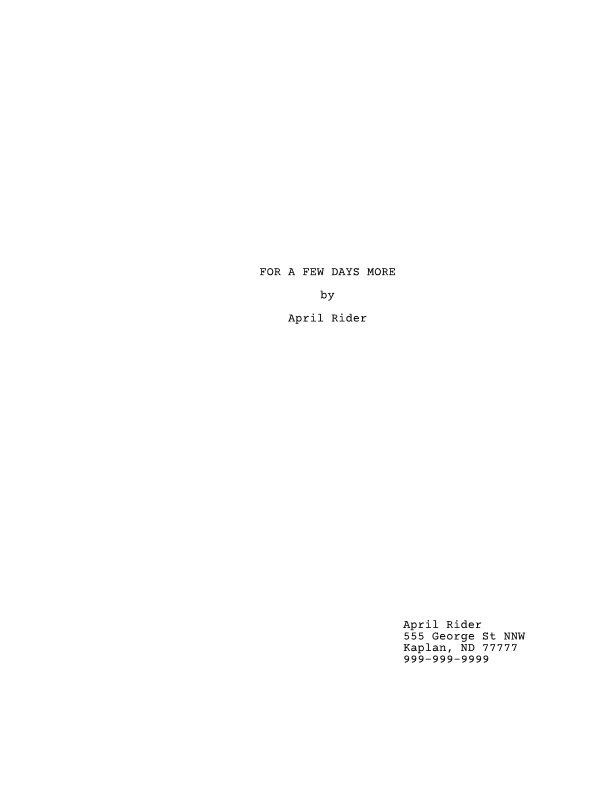 FOR A FEW DAYS MORE
by
April Rider
April Rider
555 George St NNW
Kaplan, ND 77777
999-999-9999